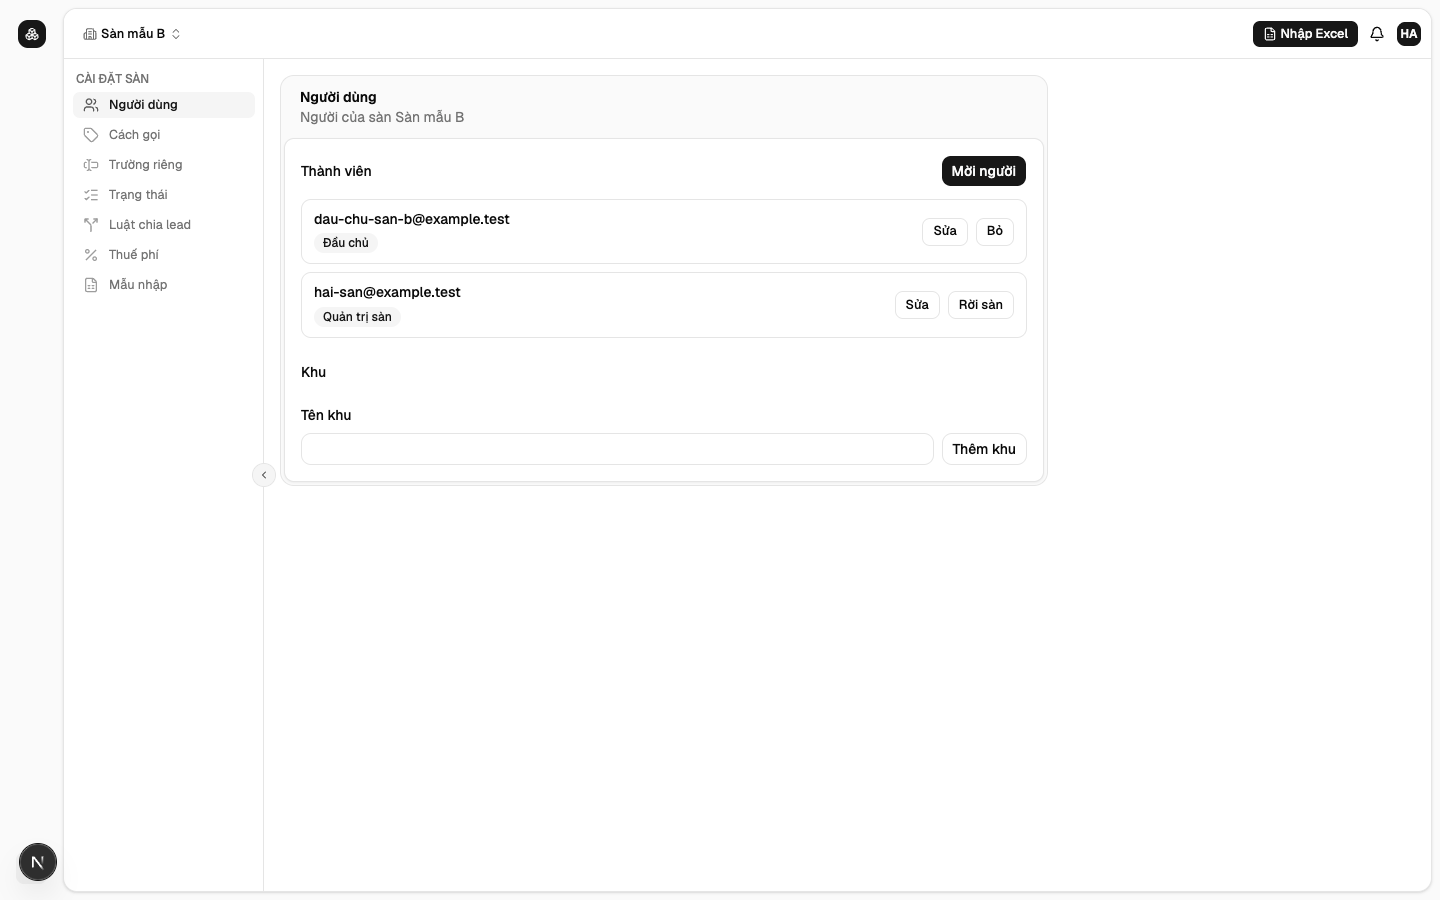 Sàn mẫu B
Nhập Excel
HA
CÀI ĐẶT SÀN
Người dùng
Cách gọi
Trường riêng
Trạng thái
Luật chia lead
Thuế phí
Mẫu nhập
Người dùng
Người của sàn Sàn mẫu B
Thành viên
Mời người
dau-chu-san-b@example.test
Đầu chủ
Sửa
Bỏ
hai-san@example.test
Quản trị sàn
Sửa
Rời sàn
Khu
Tên khu
Thêm khu
N